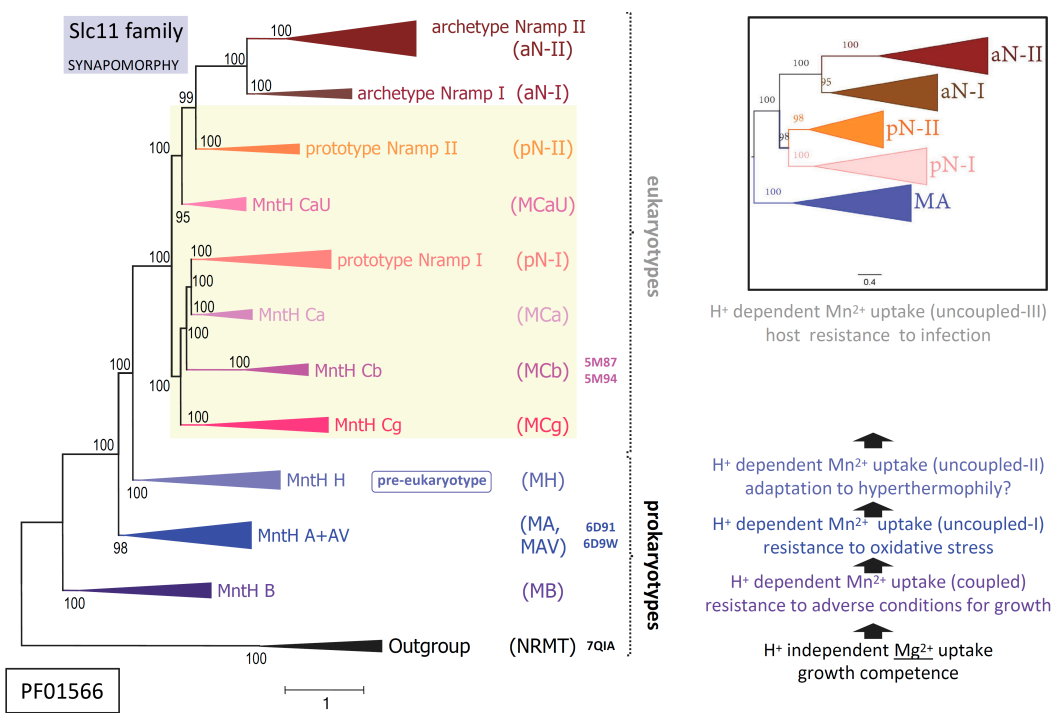 Slc11 family
SYNAPOMORPHY
100
archetype Nramp II
(aN-II)
100
100
archetype Nramp I (aN-I)
99
100
prototype Nramp II (pN-II)
100
MntH CaU (MCaU)
95
100
100
prototype Nramp I (pN-I)
100
100
MntH Ca (MCa)
100
100
MntH Cb (MCb) 5M87
5M94
100
100
MntH Cg (MCg)
100
100
MntH H pre-eukaryotype (MH)
100
MntH A+AV (MA,
MAV)
6D91
6D9W
98
MntH B (MB)
100
Outgroup (NRMT) 7QIA
100
PF01566
1
eukaryotypes
prokaryotypes
100
aN-II
100
95
aN-I
100
98
pN-II
98
100
pN-I
100
MA
0.4
H⁺ dependent Mn²⁺ uptake (uncoupled-III)
host resistance to infection
H⁺ dependent Mn²⁺ uptake (uncoupled-II)
adaptation to hyperthermophily?
H⁺ dependent Mn²⁺ uptake (uncoupled-I)
resistance to oxidative stress
H⁺ dependent Mn²⁺ uptake (coupled)
resistance to adverse conditions for growth
H⁺ independent Mg²⁺ uptake
growth competence